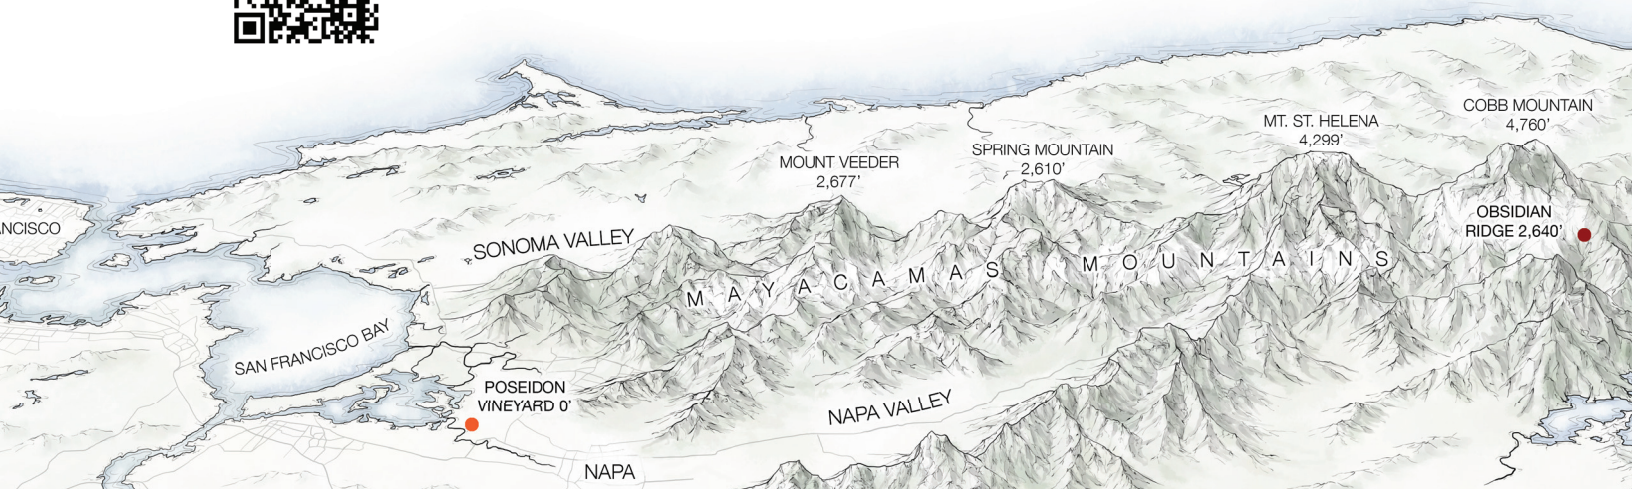 COBB MOUNTAIN
4,760'
MT. ST. HELENA
4,299'
SPRING MOUNTAIN
2,610'
MOUNT VEEDER
2,677'
OBSIDIAN
RIDGE 2,640'
NCISCO
SONOMA VALLEY
MAYACAMAS MOUNTAINS
SAN FRANCISCO BAY
POSEIDON
VINEYARD 0'
NAPA VALLEY
NAPA